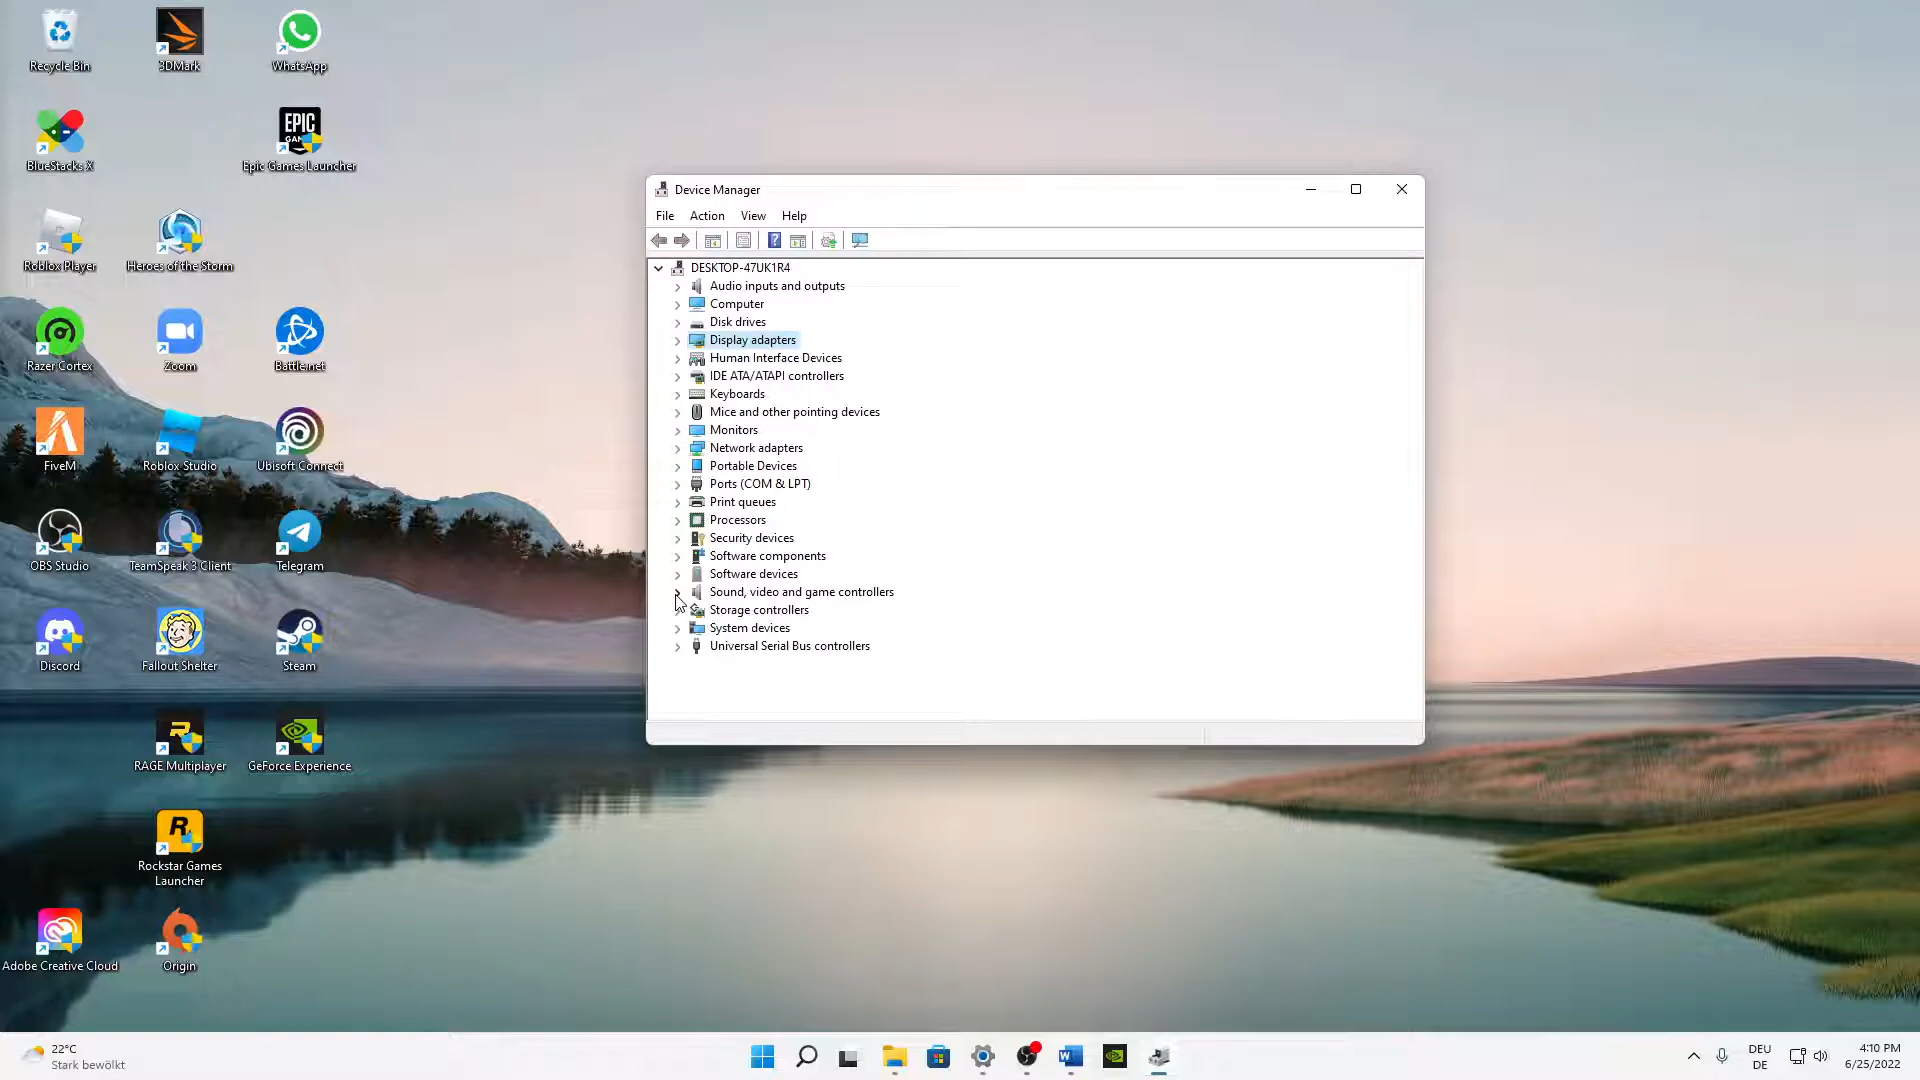 Recycle Bin
3DMark
WhatsApp
BlueStacks X
EPIC
GAMES
Epic Games Launcher
Roblox Player
Heroes of the Storm
Razer Cortex
Zoom
Battle.net
FiveM
Roblox Studio
Ubisoft Connect
OBS Studio
TeamSpeak 3 Client
Telegram
Discord
Fallout Shelter
Steam
RAGE Multiplayer
GeForce Experience
Rockstar Games
Launcher
Adobe Creative Cloud
Origin
Device Manager
File Action View Help
DESKTOP-47UK1R4
Audio inputs and outputs
Computer
Disk drives
Display adapters
Human Interface Devices
IDE ATA/ATAPI controllers
Keyboards
Mice and other pointing devices
Monitors
Network adapters
Portable Devices
Ports (COM & LPT)
Print queues
Processors
Security devices
Software components
Software devices
Sound, video and game controllers
Storage controllers
System devices
Universal Serial Bus controllers
22°C
Stark bewölkt
DEU
DE
4:10 PM
6/25/2022